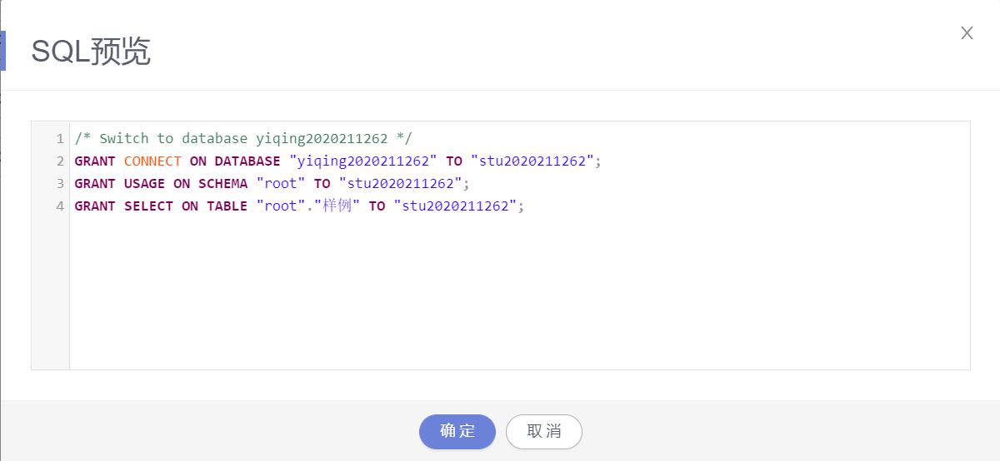 SQL预览
1 /* Switch to database yiqing2020211262 */
2 GRANT CONNECT ON DATABASE "yiqing2020211262" TO "stu2020211262";
3 GRANT USAGE ON SCHEMA "root" TO "stu2020211262";
4 GRANT SELECT ON TABLE "root"."样例" TO "stu2020211262";
确定 取消